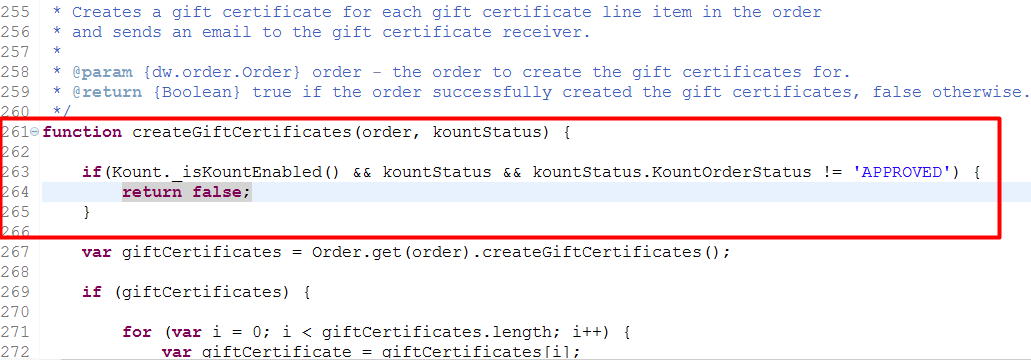 255  * Creates a gift certificate for each gift certificate line item in the order
256  * and sends an email to the gift certificate receiver.
257  *
258  * @param {dw.order.Order} order - the order to create the gift certificates for.
259  * @return {Boolean} true if the order successfully created the gift certificates, false otherwise.
260  */
261 function createGiftCertificates(order, kountStatus) {
262
263     if(Kount._isKountEnabled() && kountStatus && kountStatus.KountOrderStatus != 'APPROVED') {
264         return false;
265     }
266
267     var giftCertificates = Order.get(order).createGiftCertificates();
268
269     if (giftCertificates) {
270
271         for (var i = 0; i < giftCertificates.length; i++) {
272             var giftCertificate = giftCertificates[i];